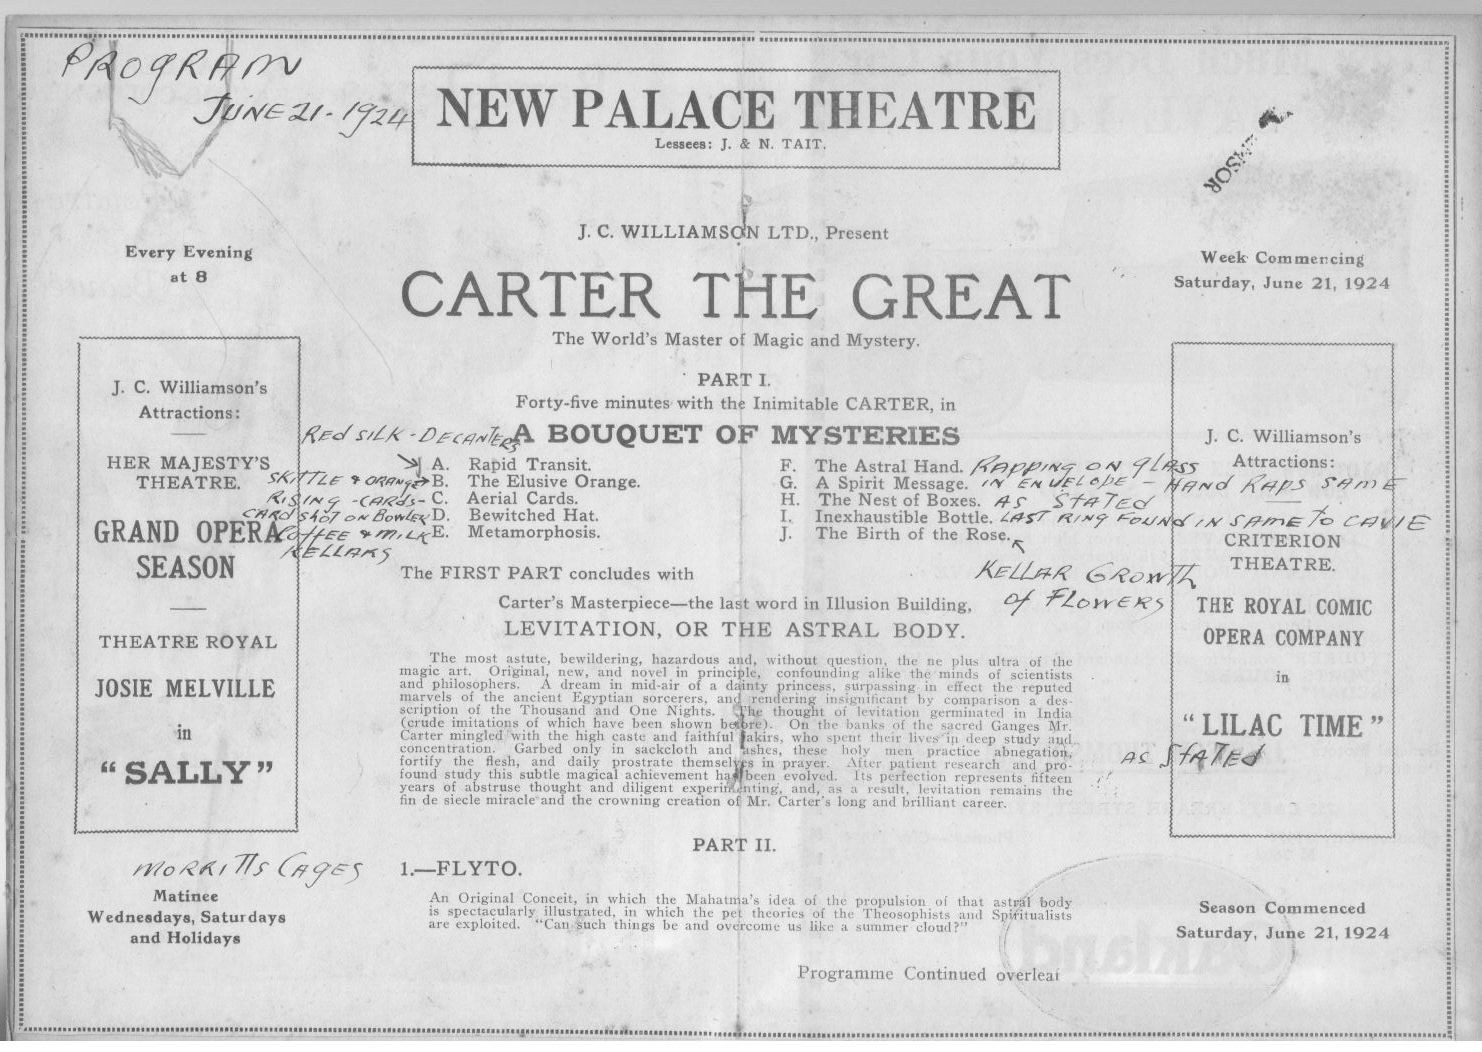 PROGRAM
JUNE 21 - 1924
NEW PALACE THEATRE
Lessees: J. & N. TAIT.
J. C. WILLIAMSON LTD., Present
Every Evening
at 8
CARTER THE GREAT
Week Commencing
Saturday, June 21, 1924
The World's Master of Magic and Mystery.
PART I.
Forty-five minutes with the Inimitable CARTER, in
A BOUQUET OF MYSTERIES
J. C. Williamson's
Attractions:
HER MAJESTY'S
THEATRE.
GRAND OPERA
SEASON
THEATRE ROYAL
JOSIE MELVILLE
in
"SALLY"
RED SILK - DECANTERS
A. Rapid Transit.
SKITTLE & ORANGE
B. The Elusive Orange.
RISING - CARDS -
C. Aerial Cards.
CARD SHOT ON BOWLER
D. Bewitched Hat.
COFFEE & MILK
E. Metamorphosis.
KELLARS
F. The Astral Hand. RAPPING ON GLASS
G. A Spirit Message. IN ENVELOPE - HAND RAPS SAME
H. The Nest of Boxes. AS STATED
I. Inexhaustible Bottle. LAST RING FOUND IN SAME TO CAVIE
J. The Birth of the Rose.
KELLAR GROWTH
OF FLOWERS
J. C. Williamson's
Attractions:
CRITERION
THEATRE.
THE ROYAL COMIC
OPERA COMPANY
in
"LILAC TIME"
The FIRST PART concludes with
Carter's Masterpiece—the last word in Illusion Building,
LEVITATION, OR THE ASTRAL BODY.
The most astute, bewildering, hazardous and, without question, the ne plus ultra of the
magic art. Original, new, and novel in principle, confounding alike the minds of scientists
and philosophers. A dream in mid-air of a dainty princess, surpassing in effect the reputed
marvels of the ancient Egyptian sorcerers, and rendering insignificant by comparison a des-
scription of the Thousand and One Nights. The thought of levitation germinated in India
(crude imitations of which have been shown before). On the banks of the sacred Ganges Mr.
Carter mingled with the high caste and faithful fakirs, who spent their lives in deep study and
concentration. Garbed only in sackcloth and ashes, these holy men practice abnegation,
fortify the flesh, and daily prostrate themselves in prayer. After patient research and pro-
found study this subtle magical achievement has been evolved. Its perfection represents fifteen
years of abstruse thought and diligent experimenting, and, as a result, levitation remains the
fin de siecle miracle and the crowning creation of Mr. Carter's long and brilliant career.
AS STATED
PART II.
MORRITTS CAGES
1.—FLYTO.
An Original Conceit, in which the Mahatma's idea of the propulsion of that astral body
is spectacularly illustrated, in which the pet theories of the Theosophists and Spiritualists
are exploited. "Can such things be and overcome us like a summer cloud?"
Matinee
Wednesdays, Saturdays
and Holidays
Season Commenced
Saturday, June 21, 1924
Programme Continued overleaf